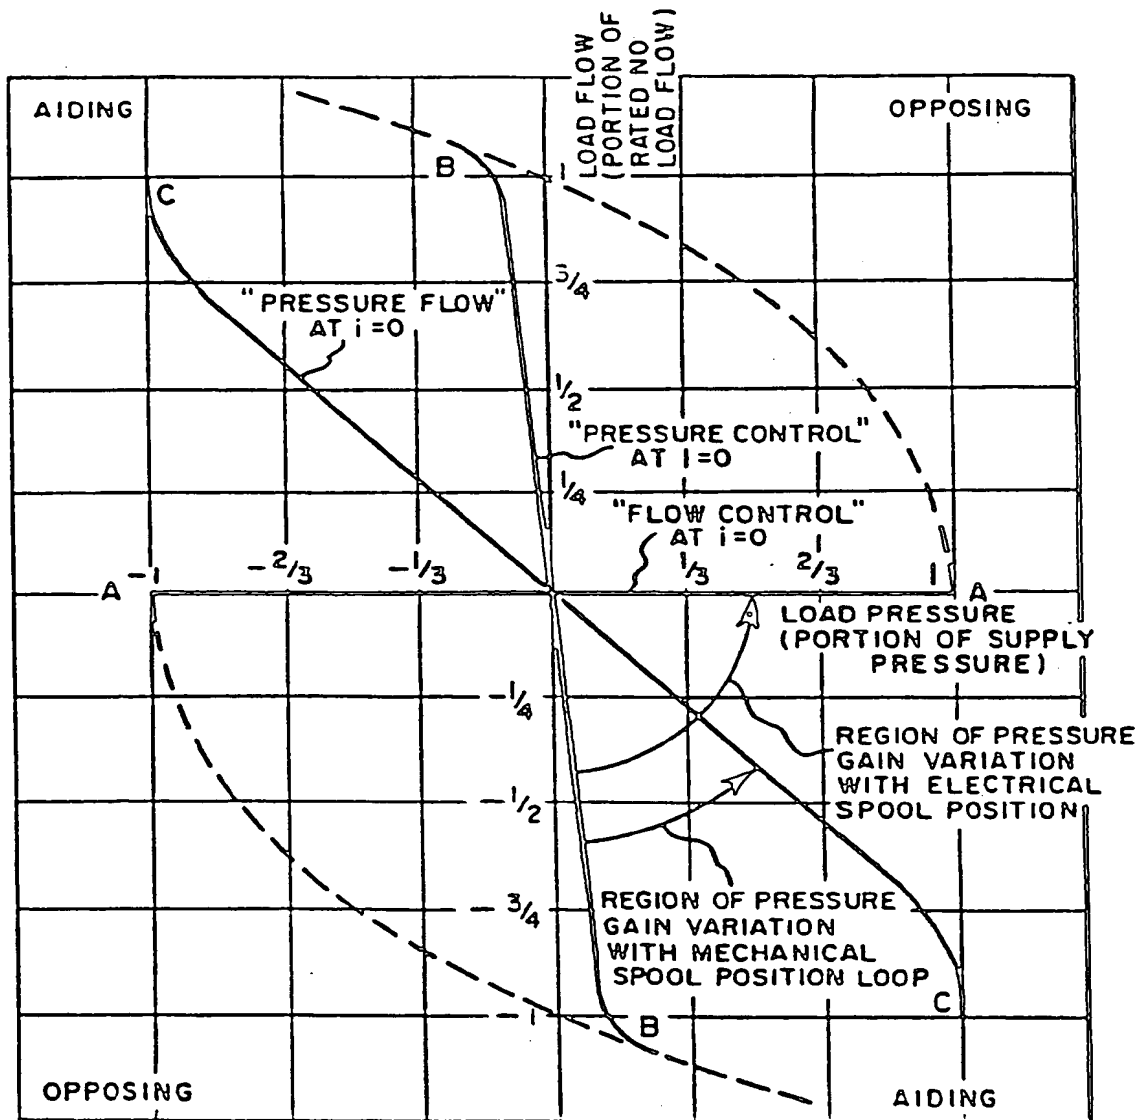 LOAD FLOW
(PORTION OF
RATED NO
LOAD FLOW)
AIDING
OPPOSING
B
1
C
3/4
"PRESSURE FLOW"
AT i=0
1/2
"PRESSURE CONTROL"
AT I=0
1/4
"FLOW CONTROL"
AT i=0
A
-1
-2/3
-1/3
1/3
2/3
1
A
LOAD PRESSURE
(PORTION OF SUPPLY
PRESSURE)
-1/4
REGION OF PRESSURE
GAIN VARIATION
WITH ELECTRICAL
SPOOL POSITION
-1/2
-3/4
REGION OF PRESSURE
GAIN VARIATION
WITH MECHANICAL
SPOOL POSITION LOOP
C
-1
B
OPPOSING
AIDING